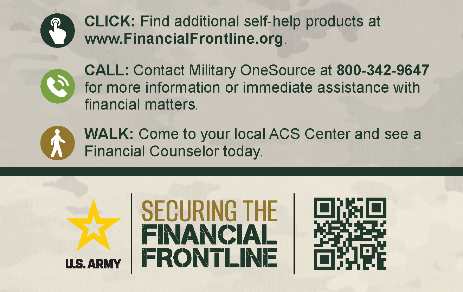 CLICK: Find additional self-help products at
www.FinancialFrontline.org.
CALL: Contact Military OneSource at 800-342-9647
for more information or immediate assistance with
financial matters.
WALK: Come to your local ACS Center and see a
Financial Counselor today.
U.S. ARMY
SECURING THE
FINANCIAL
FRONTLINE